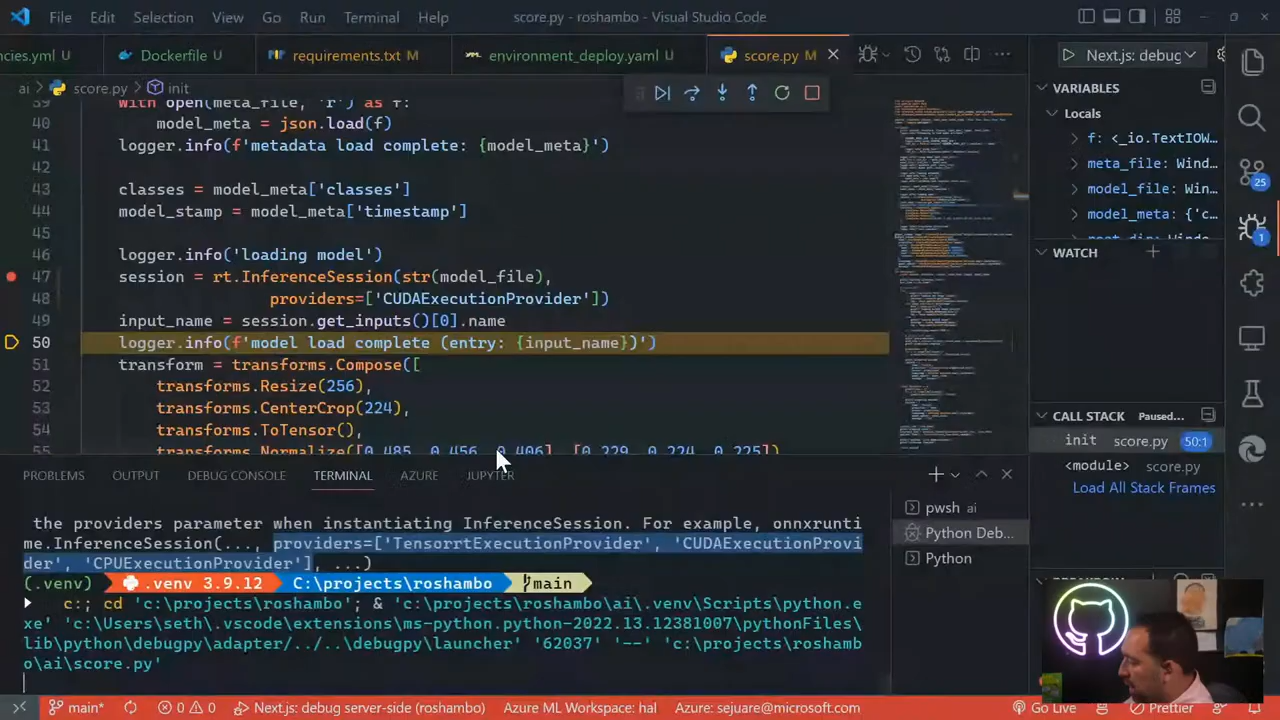 File Edit Selection View Go Run Terminal Help score.py - roshambo - Visual Studio Code
cies.yml U Dockerfile U requirements.txt M environment_deploy.yaml U score.py M Next.js: debug
ai score.py init
39 with open(meta_file, 'r') as f:
40 model_meta = json.load(f)
41 logger.info(f'metadata load complete: {model_meta}')
42
43 classes = model_meta['classes']
44 model_stamp = model_meta['timestamp']
45
46 logger.info('loading model')
47 session = rt.InferenceSession(str(model_file),
48 providers=['CUDAExecutionProvider'])
49 input_name = session.get_inputs()[0].name
50 logger.info(f'model load complete (entry: {input_name})')
51 transform = transforms.Compose([
52 transforms.Resize(256),
53 transforms.CenterCrop(224),
54 transforms.ToTensor(),
55 transforms.Normalize([0.485, 0.456, 0.406], [0.229, 0.224, 0.225])
VARIABLES
Locals
f: <_io.TextIOW…
meta_file: Wind…
model_file: Win…
model_meta: {'c…
WATCH
CALL STACK Paused...
init score.py 50:1
<module> score.py
Load All Stack Frames
25
1
PROBLEMS OUTPUT DEBUG CONSOLE TERMINAL AZURE JUPYTER
the providers parameter when instantiating InferenceSession. For example, onnxrunti
me.InferenceSession(..., providers=['TensorrtExecutionProvider', 'CUDAExecutionProvi
der', 'CPUExecutionProvider'], ...)
(.venv) .venv 3.9.12 C:\projects\roshambo main
c:; cd 'c:\projects\roshambo'; & 'c:\projects\roshambo\ai\.venv\Scripts\python.e
xe' 'c:\Users\seth\.vscode\extensions\ms-python.python-2022.13.12381007\pythonFiles\
lib\python\debugpy\adapter/../..\debugpy\launcher' '62037' '--' 'c:\projects\roshamb
o\ai\score.py'
pwsh ai
Python Deb...
Python
main* 0 0 Next.js: debug server-side (roshambo) Azure ML Workspace: hal Azure: sejuare@microsoft.com Go Live Prettier